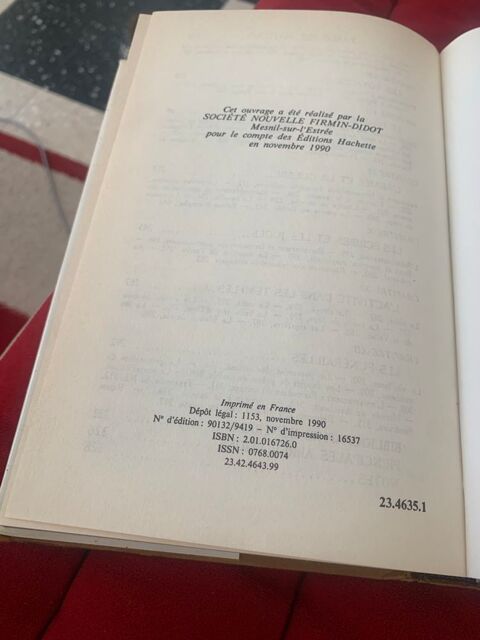 Cet ouvrage a été réalisé par la
SOCIÉTÉ NOUVELLE FIRMIN-DIDOT
Mesnil-sur-l'Estrée
pour le compte des Éditions Hachette
en novembre 1990
Imprimé en France
Dépôt légal : 1153, novembre 1990
N° d'édition : 90132/9419 – N° d'impression : 16537
ISBN : 2.01.016726.0
ISSN : 0768.0074
23.42.4643.99
23.4635.1